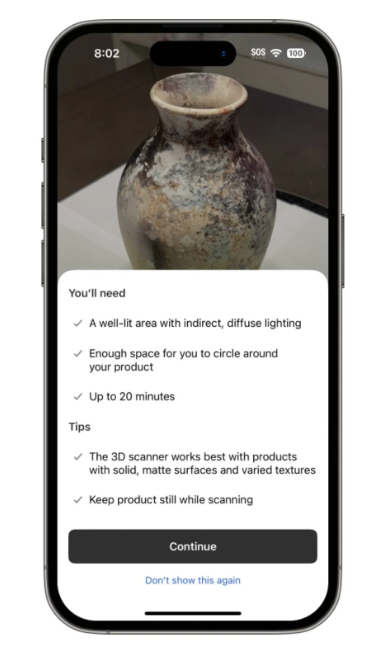 8:02
SOS
100
You'll need
A well-lit area with indirect, diffuse lighting
Enough space for you to circle around
your product
Up to 20 minutes
Tips
The 3D scanner works best with products
with solid, matte surfaces and varied textures
Keep product still while scanning
Continue
Don't show this again